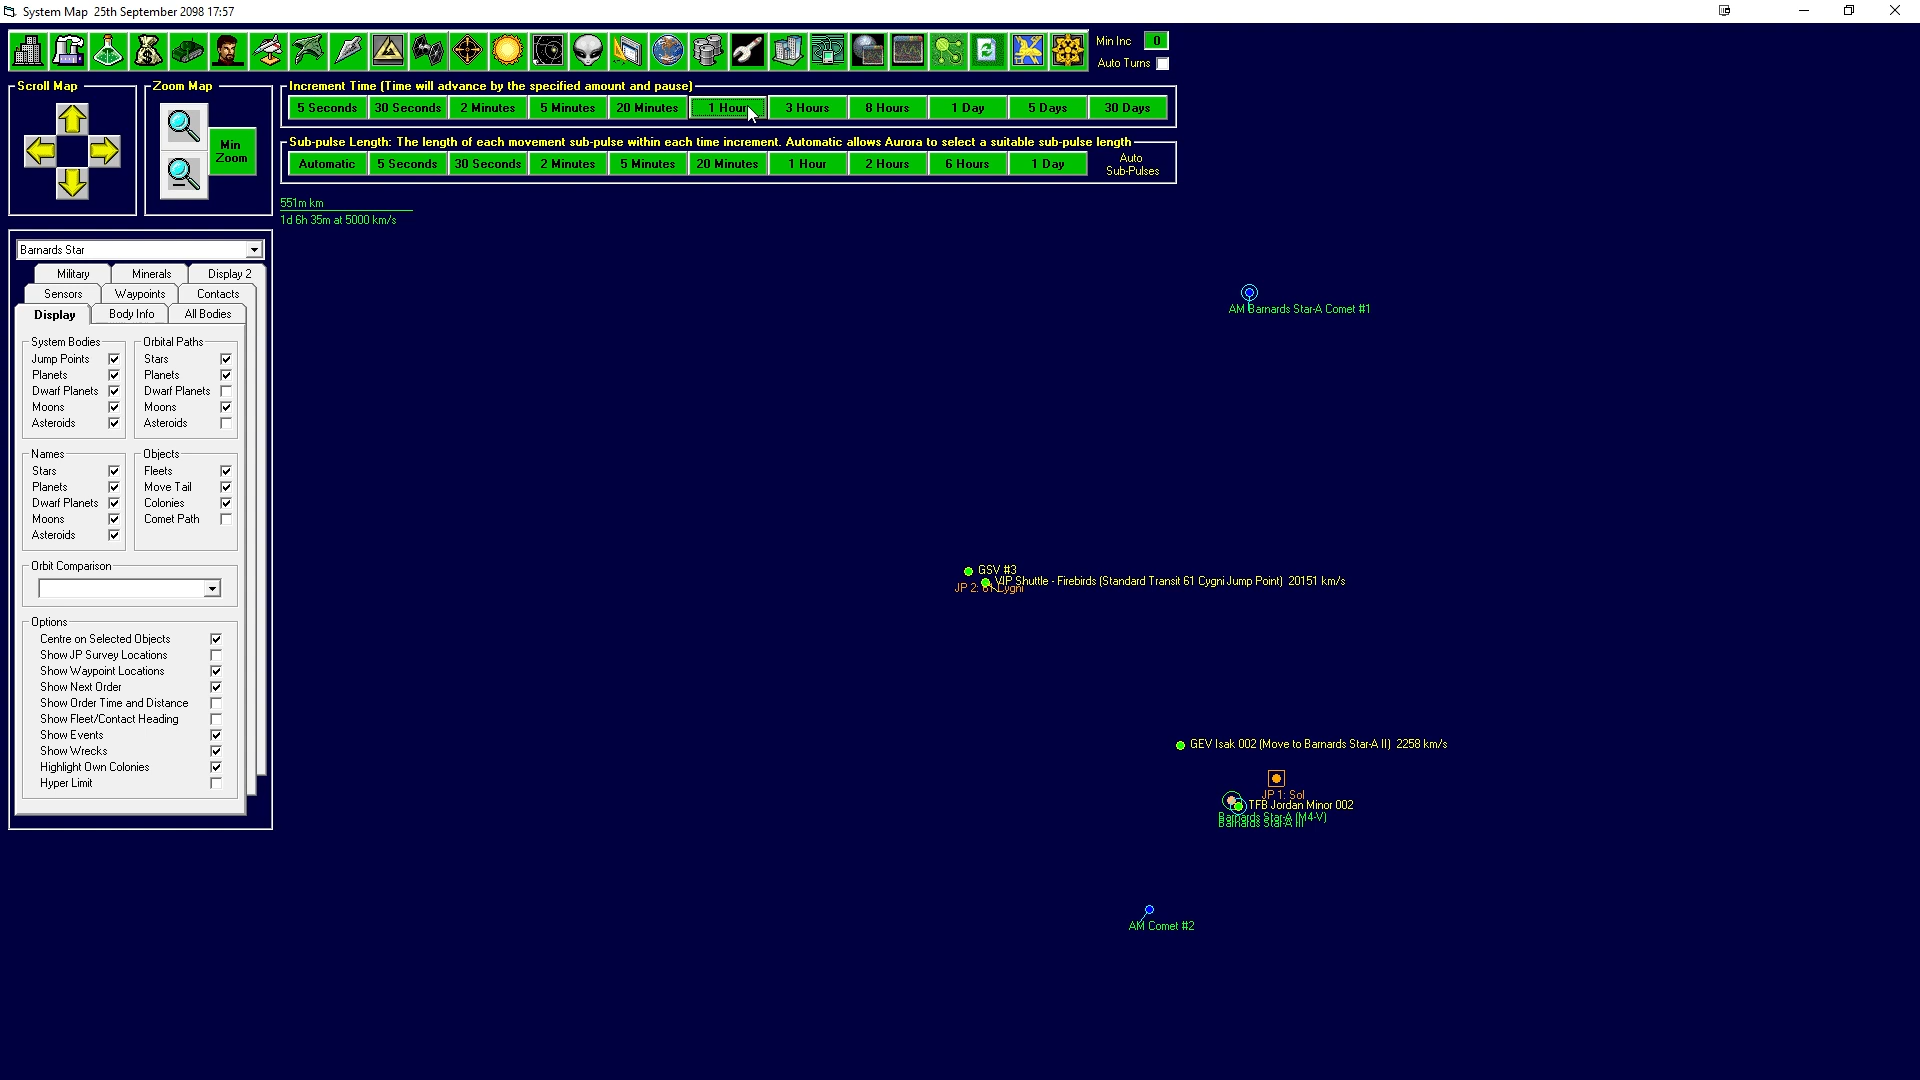 System Map 25th September 2098 17:57
Min Inc 0
Auto Turns
Scroll Map
Zoom Map
Min Zoom
Increment Time (Time will advance by the specified amount and pause)
5 Seconds 30 Seconds 2 Minutes 5 Minutes 20 Minutes 1 Hour 3 Hours 8 Hours 1 Day 5 Days 30 Days
Sub-pulse Length: The length of each movement sub-pulse within each time increment. Automatic allows Aurora to select a suitable sub-pulse length
Automatic 5 Seconds 30 Seconds 2 Minutes 5 Minutes 20 Minutes 1 Hour 2 Hours 6 Hours 1 Day
Auto
Sub-Pulses
551m km
1d 6h 35m at 5000 km/s
Barnards Star
Military Minerals Display 2
Sensors Waypoints Contacts
Display Body Info All Bodies
System Bodies
Jump Points
Planets
Dwarf Planets
Moons
Asteroids
Orbital Paths
Stars
Planets
Dwarf Planets
Moons
Asteroids
Names
Stars
Planets
Dwarf Planets
Moons
Asteroids
Objects
Fleets
Move Tail
Colonies
Comet Path
Orbit Comparison
Options
Centre on Selected Objects
Show JP Survey Locations
Show Waypoint Locations
Show Next Order
Show Order Time and Distance
Show Fleet/Contact Heading
Show Events
Show Wrecks
Highlight Own Colonies
Hyper Limit
AM Barnards Star-A Comet #1
GSV #3
VIP Shuttle - Firebirds (Standard Transit 61 Cygni Jump Point) 20151 km/s
JP 2: 61 Cygni
GEV Isak 002 (Move to Barnards Star-A II) 2258 km/s
JP 1: Sol
TFB Jordan Minor 002
Barnards Star-A (M4-V)
Barnards Star-A III
AM Comet #2